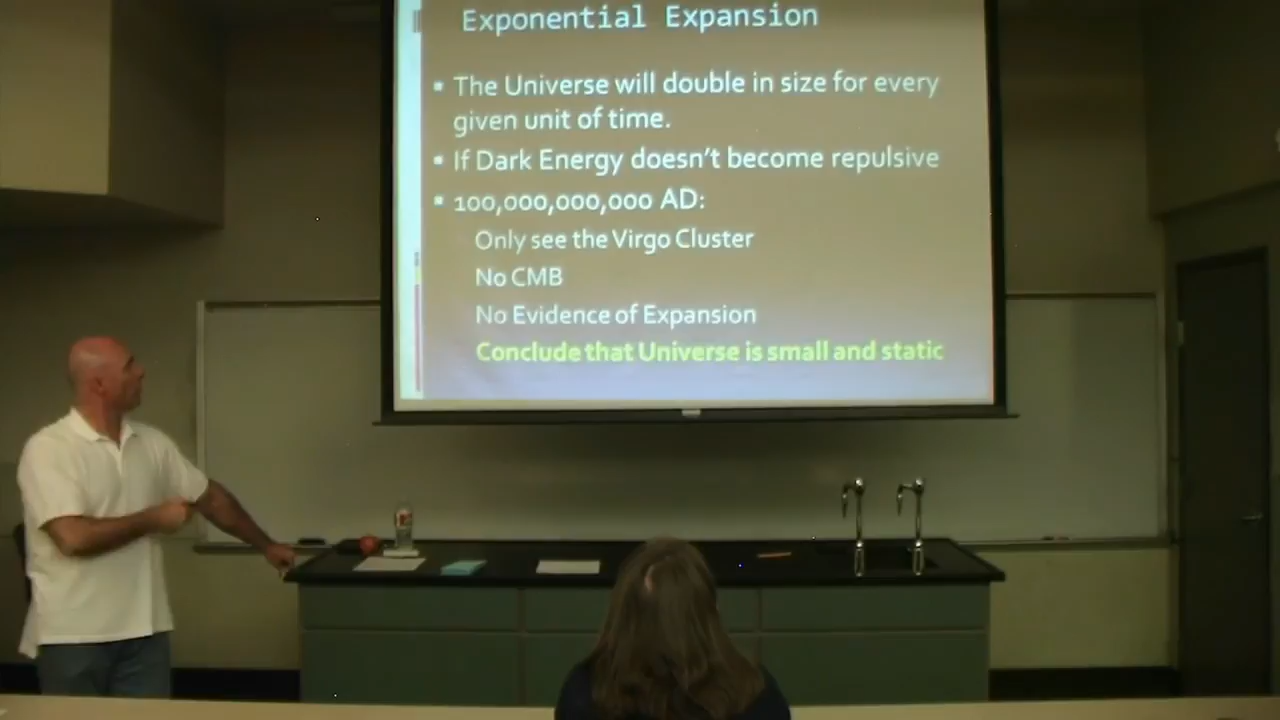 Exponential Expansion
The Universe will double in size for every
given unit of time.
If Dark Energy doesn't become repulsive
100,000,000,000 AD:
Only see the Virgo Cluster
No CMB
No Evidence of Expansion
Conclude that Universe is small and static